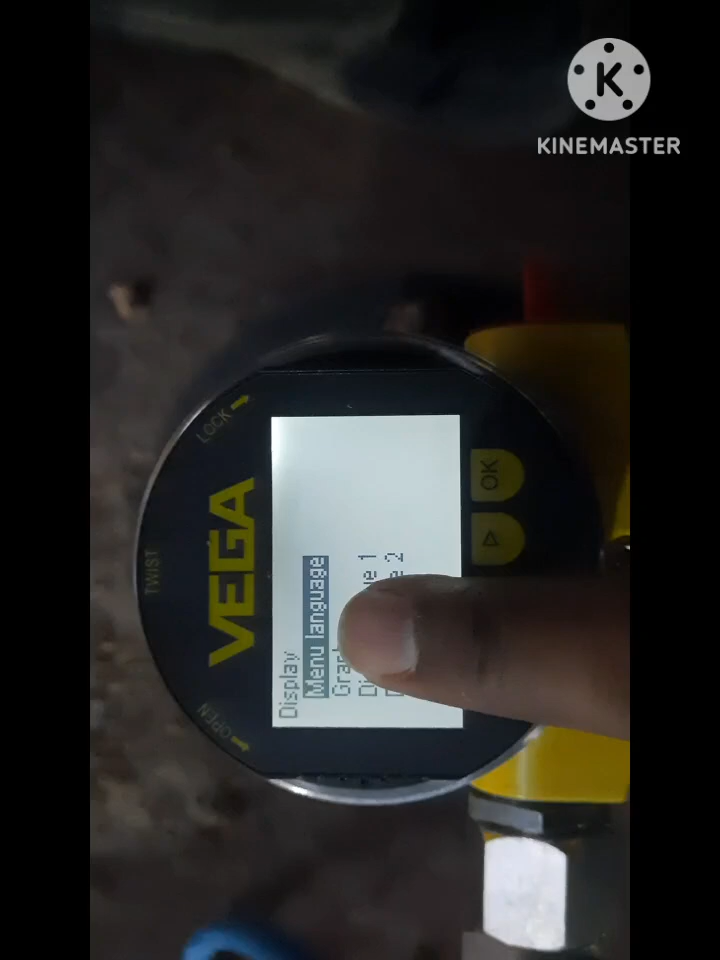 KINEMASTER
TWIST
OPEN
LOCK
VEGA
Display
Menu language
1
2
OK